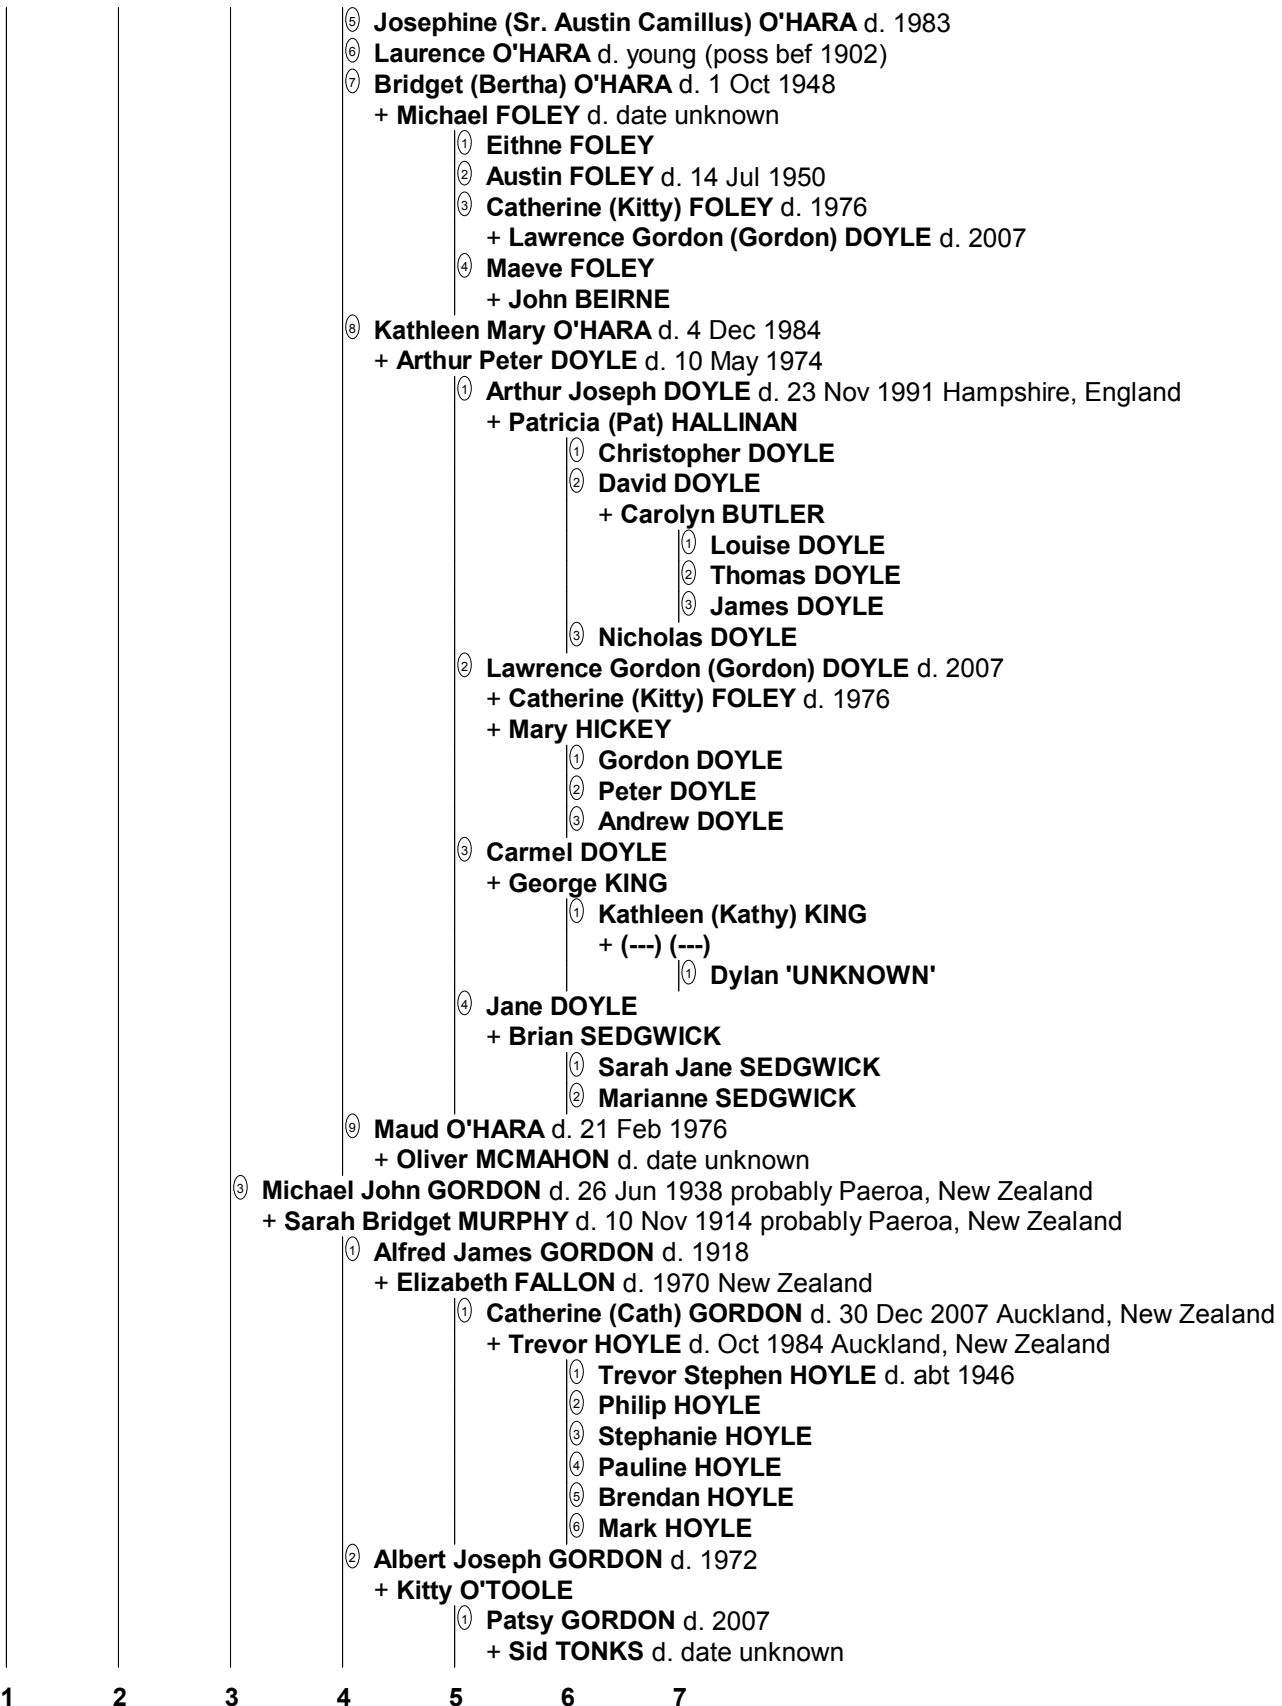 ⑤ Josephine (Sr. Austin Camillus) O'HARA d. 1983
⑥ Laurence O'HARA d. young (poss bef 1902)
⑦ Bridget (Bertha) O'HARA d. 1 Oct 1948
+ Michael FOLEY d. date unknown
① Eithne FOLEY
② Austin FOLEY d. 14 Jul 1950
③ Catherine (Kitty) FOLEY d. 1976
+ Lawrence Gordon (Gordon) DOYLE d. 2007
④ Maeve FOLEY
+ John BEIRNE
⑧ Kathleen Mary O'HARA d. 4 Dec 1984
+ Arthur Peter DOYLE d. 10 May 1974
① Arthur Joseph DOYLE d. 23 Nov 1991 Hampshire, England
+ Patricia (Pat) HALLINAN
① Christopher DOYLE
② David DOYLE
+ Carolyn BUTLER
① Louise DOYLE
② Thomas DOYLE
③ James DOYLE
③ Nicholas DOYLE
② Lawrence Gordon (Gordon) DOYLE d. 2007
+ Catherine (Kitty) FOLEY d. 1976
+ Mary HICKEY
① Gordon DOYLE
② Peter DOYLE
③ Andrew DOYLE
③ Carmel DOYLE
+ George KING
① Kathleen (Kathy) KING
+ (---) (---)
① Dylan 'UNKNOWN'
④ Jane DOYLE
+ Brian SEDGWICK
① Sarah Jane SEDGWICK
② Marianne SEDGWICK
⑨ Maud O'HARA d. 21 Feb 1976
+ Oliver MCMAHON d. date unknown
③ Michael John GORDON d. 26 Jun 1938 probably Paeroa, New Zealand
+ Sarah Bridget MURPHY d. 10 Nov 1914 probably Paeroa, New Zealand
① Alfred James GORDON d. 1918
+ Elizabeth FALLON d. 1970 New Zealand
① Catherine (Cath) GORDON d. 30 Dec 2007 Auckland, New Zealand
+ Trevor HOYLE d. Oct 1984 Auckland, New Zealand
① Trevor Stephen HOYLE d. abt 1946
② Philip HOYLE
③ Stephanie HOYLE
④ Pauline HOYLE
⑤ Brendan HOYLE
⑥ Mark HOYLE
② Albert Joseph GORDON d. 1972
+ Kitty O'TOOLE
① Patsy GORDON d. 2007
+ Sid TONKS d. date unknown
1 2 3 4 5 6 7